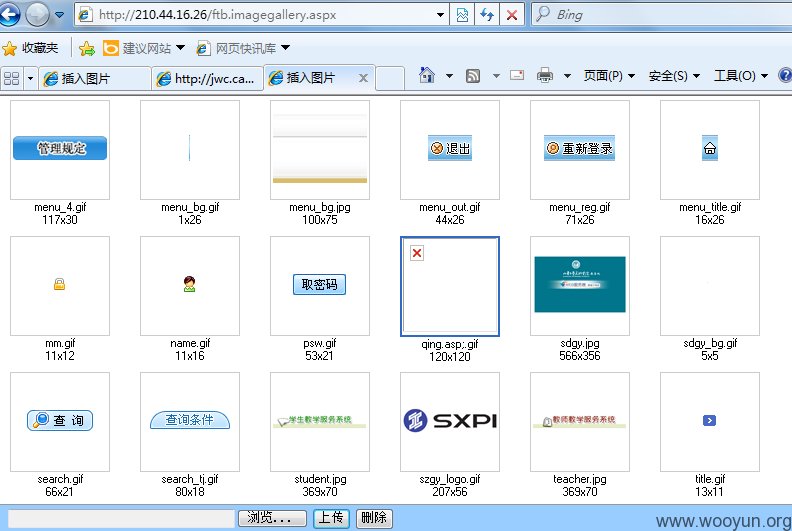 http://210.44.16.26/ftb.imagegallery.aspx
Bing
收藏夹
建议网站
网页快讯库
插入图片
http://jwc.ca...
插入图片
页面(P)
安全(S)
工具(O)
管理规定
退出
重新登录
menu_4.gif
117x30
menu_bg.gif
1x26
menu_bg.jpg
100x75
menu_out.gif
44x26
menu_reg.gif
71x26
menu_title.gif
16x26
取密码
mm.gif
11x12
name.gif
11x16
psw.gif
53x21
qing.asp;.gif
120x120
sdgy.jpg
566x356
sdgy_bg.gif
5x5
查 询
查询条件
学生教学服务系统
SXPI
教师教学服务系统
search.gif
66x21
search_tj.gif
80x18
student.jpg
369x70
szgy_logo.gif
207x56
teacher.jpg
369x70
title.gif
13x11
浏览...
上传
删除
www.wooyun.org